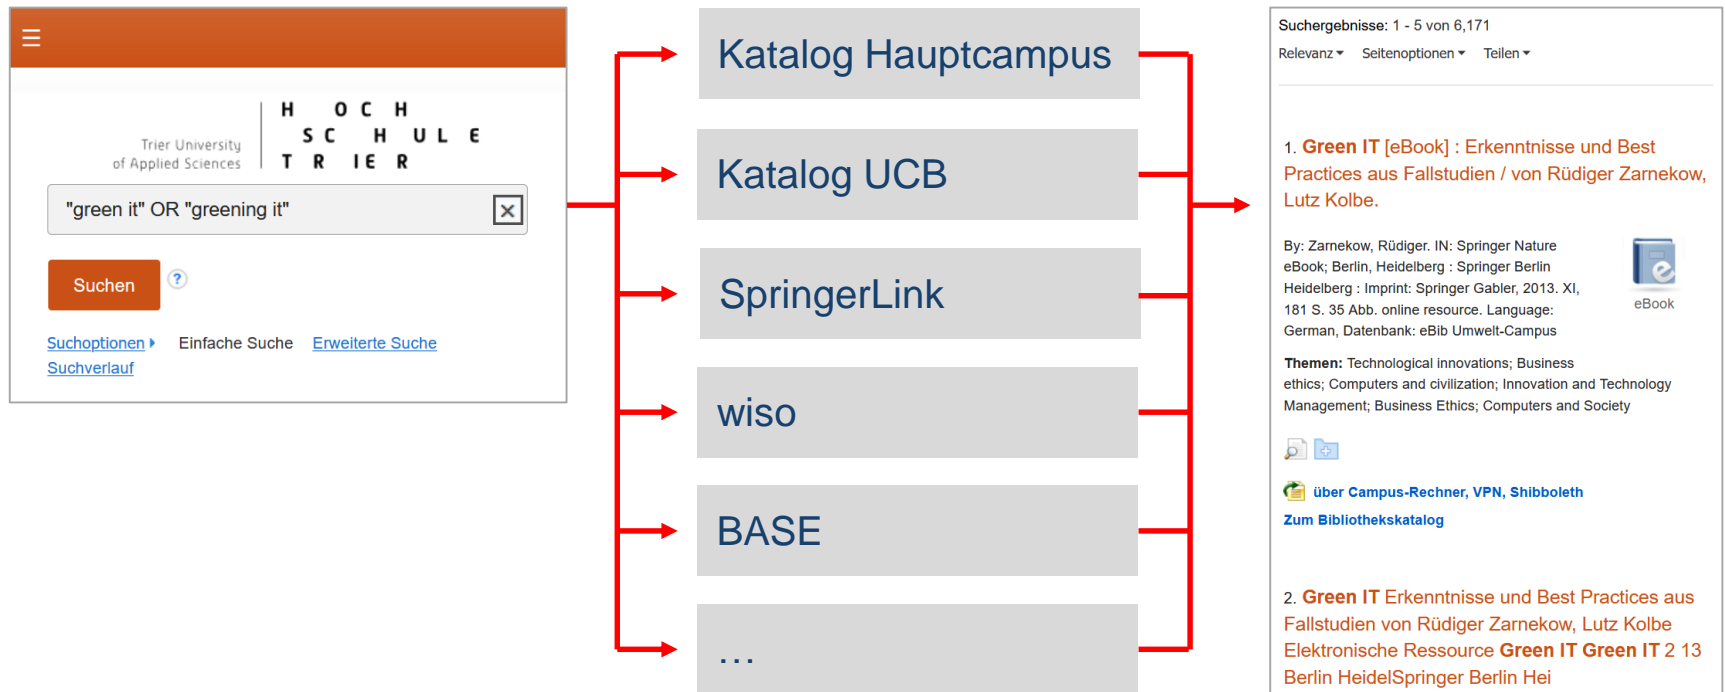 Trier University
of Applied Sciences
H OCH
SC HULE
TR IER
"green it" OR "greening it"
Suchen
?
Suchoptionen Einfache Suche Erweiterte Suche
Suchverlauf
Katalog Hauptcampus
Katalog UCB
SpringerLink
wiso
BASE
...
Suchergebnisse: 1 - 5 von 6,171
Relevanz Seitenoptionen Teilen
1. Green IT [eBook] : Erkenntnisse und Best
Practices aus Fallstudien / von Rüdiger Zarnekow,
Lutz Kolbe.
By: Zarnekow, Rüdiger. IN: Springer Nature
eBook; Berlin, Heidelberg : Springer Berlin
Heidelberg : Imprint: Springer Gabler, 2013. XI,
181 S. 35 Abb. online resource. Language:
German, Datenbank: eBib Umwelt-Campus
eBook
Themen: Technological innovations; Business
ethics; Computers and civilization; Innovation and Technology
Management; Business Ethics; Computers and Society
über Campus-Rechner, VPN, Shibboleth
Zum Bibliothekskatalog
2. Green IT Erkenntnisse und Best Practices aus
Fallstudien von Rüdiger Zarnekow, Lutz Kolbe
Elektronische Ressource Green IT Green IT 2 13
Berlin HeidelSpringer Berlin Hei